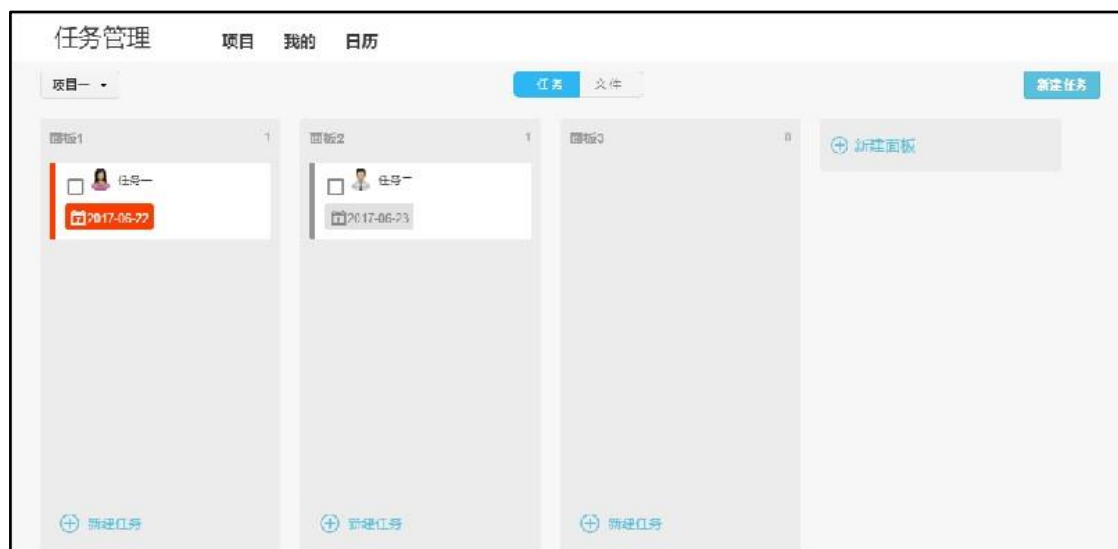 任务管理 项目 我的 日历
项目一 任务 文件 新建任务
面板1 1 面板2 1 面板3 0 新建面板
任务一 任务二
2017-06-22 2017-06-23
新建任务 新建任务 新建任务